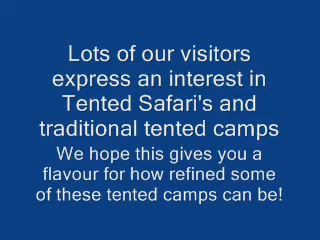 Lots of our visitors
express an interest in
Tented Safari's and
traditional tented camps
We hope this gives you a
flavour for how refined some
of these tented camps can be!